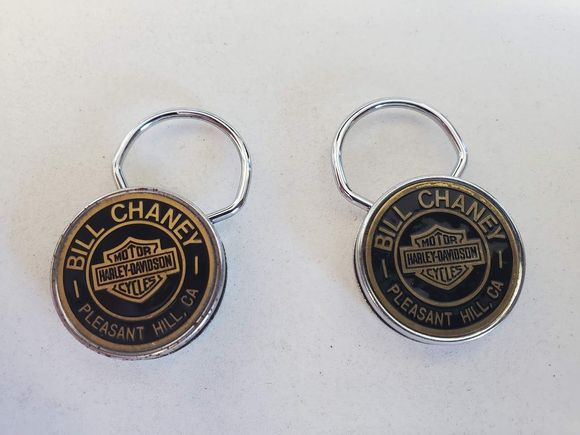 BILL CHANEY
MOTOR
HARLEY-DAVIDSON
CYCLES
PLEASANT HILL, CA
BILL CHANEY
MOTOR
HARLEY-DAVIDSON
CYCLES
PLEASANT HILL, CA